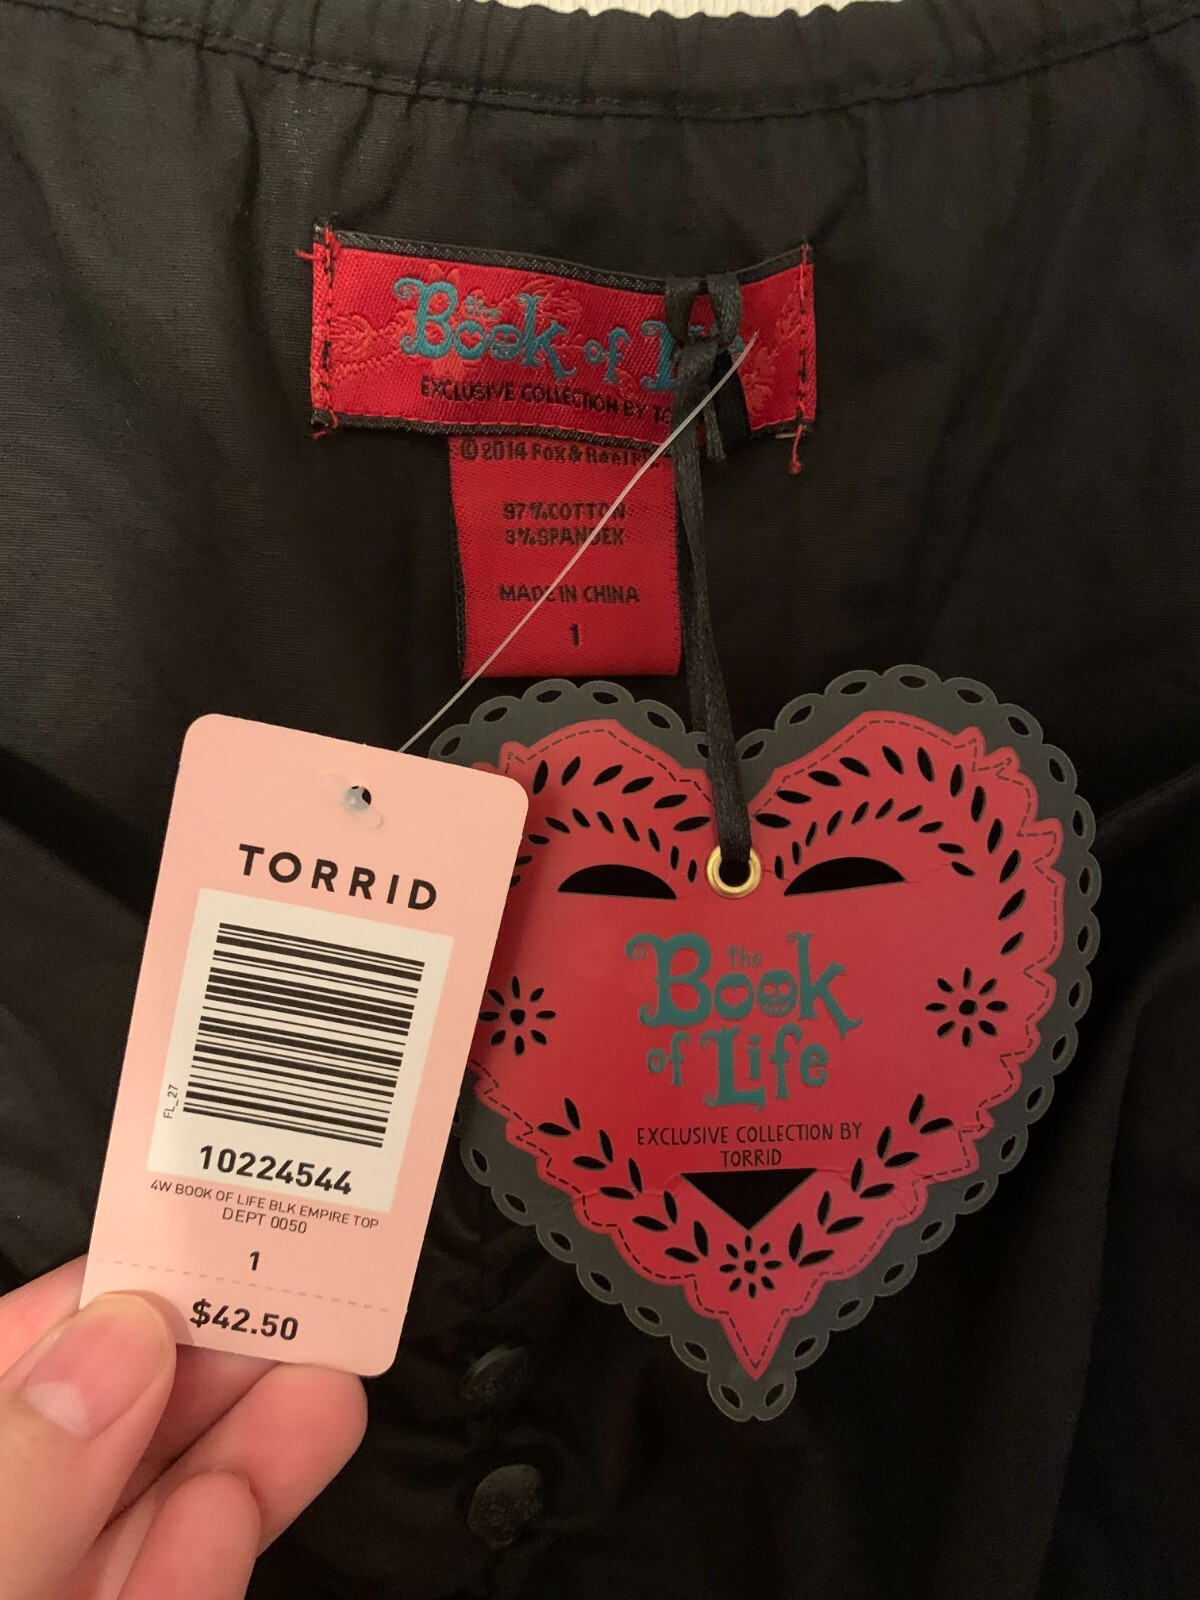 the
Book of Life
EXCLUSIVE COLLECTION BY
© 2014 Fox & Reel
97%COTTON
3%SPANDEX
MADE IN CHINA
1
TORRID
FL_27
10224544
4W BOOK OF LIFE BLK EMPIRE TOP
DEPT 0050
1
$42.50
the
Book
of Life
EXCLUSIVE COLLECTION BY
TORRID